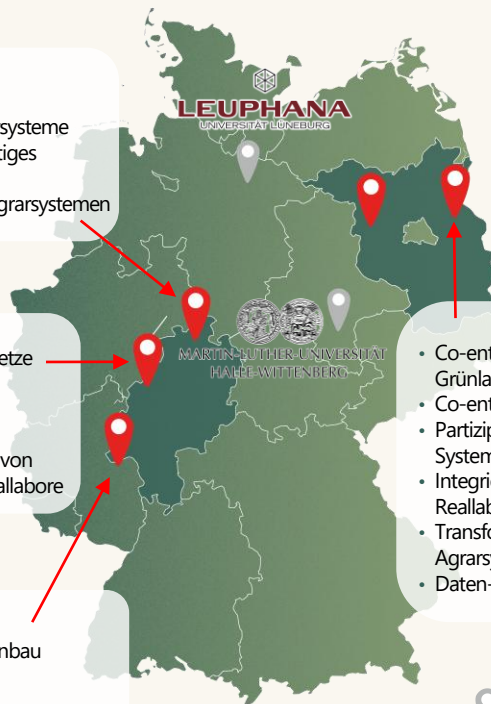 LEUPHANA
UNIVERSITÄT LÜNEBURG
systeme
tiges
grarsystemen
MARTIN-LUTHER-UNIVERSITÄT
HALLE-WITTENBERG
etze
von
allabore
nbau
• Co-ent
Grünla
• Co-ent
• Partizip
System
• Integrie
Reallab
• Transfo
Agrarsy
• Daten-